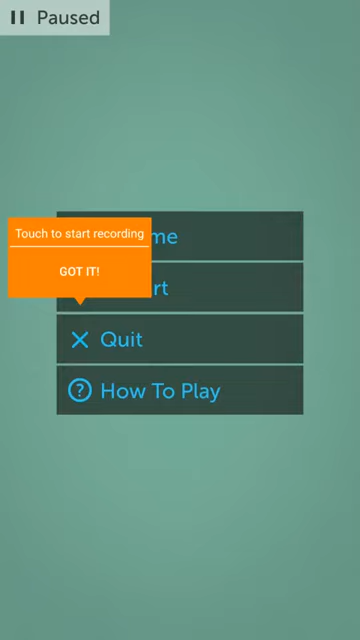 Paused
Touch to start recording
me
GOT IT!
rt
Quit
How To Play